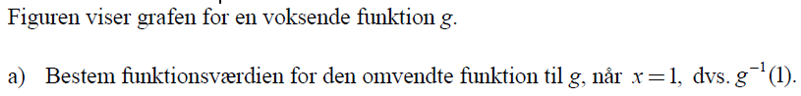 Figuren viser grafen for en voksende funktion g.
a) Bestem funktionsværdien for den omvendte funktion til g, når x = 1, dvs. g⁻¹(1).